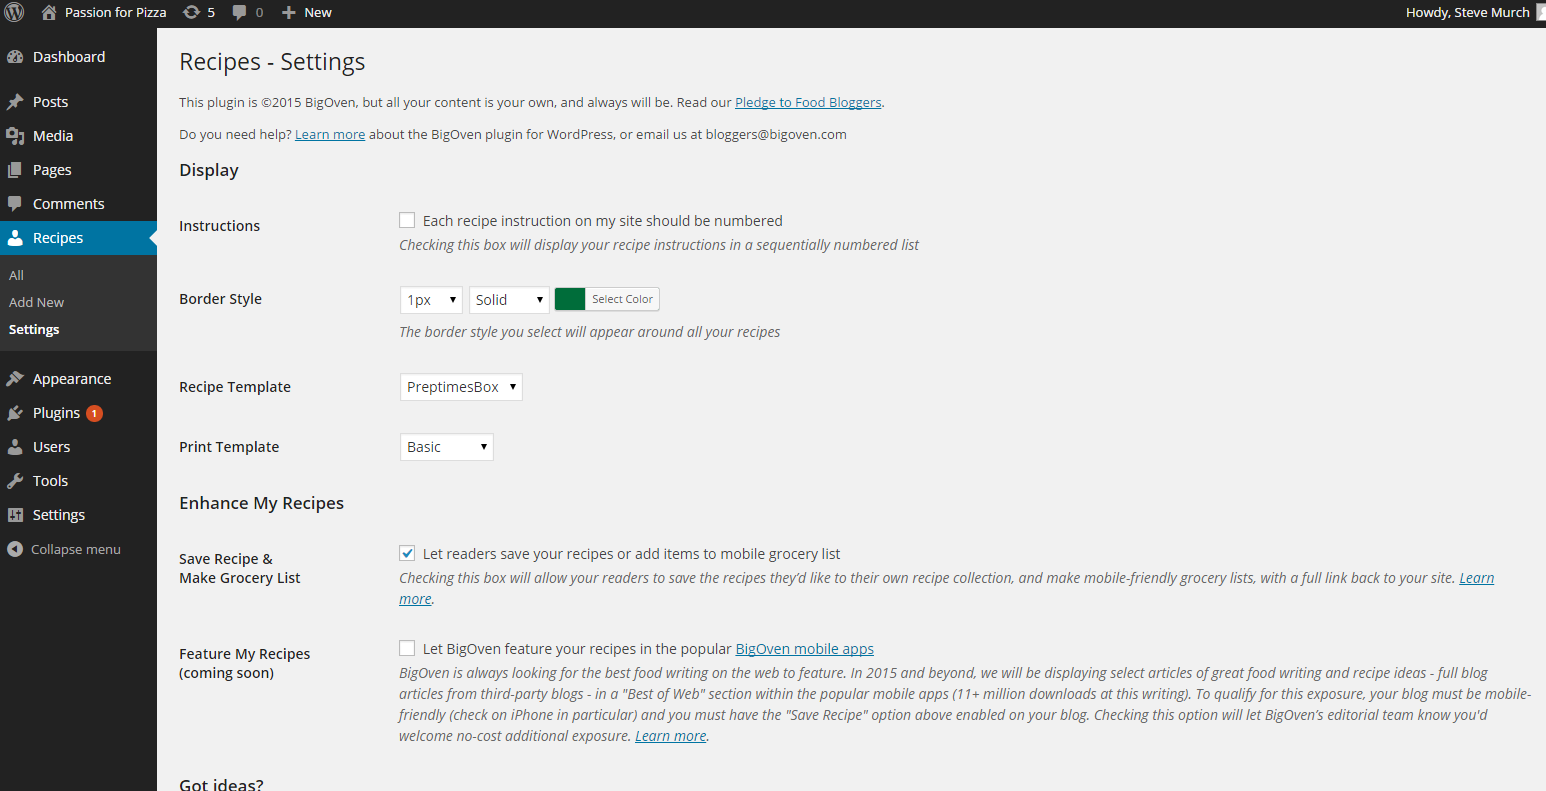 Passion for Pizza 5 0 New Howdy, Steve Murch
Dashboard
Posts
Media
Pages
Comments
Recipes
All
Add New
Settings
Appearance
Plugins 1
Users
Tools
Settings
Collapse menu
Recipes - Settings
This plugin is ©2015 BigOven, but all your content is your own, and always will be. Read our Pledge to Food Bloggers.
Do you need help? Learn more about the BigOven plugin for WordPress, or email us at bloggers@bigoven.com
Display
Instructions
Each recipe instruction on my site should be numbered
Checking this box will display your recipe instructions in a sequentially numbered list
Border Style
1px Solid Select Color
The border style you select will appear around all your recipes
Recipe Template
PreptimesBox
Print Template
Basic
Enhance My Recipes
Save Recipe &
Make Grocery List
Let readers save your recipes or add items to mobile grocery list
Checking this box will allow your readers to save the recipes they'd like to their own recipe collection, and make mobile-friendly grocery lists, with a full link back to your site. Learn
more.
Feature My Recipes
(coming soon)
Let BigOven feature your recipes in the popular BigOven mobile apps
BigOven is always looking for the best food writing on the web to feature. In 2015 and beyond, we will be displaying select articles of great food writing and recipe ideas - full blog
articles from third-party blogs - in a "Best of Web" section within the popular mobile apps (11+ million downloads at this writing). To qualify for this exposure, your blog must be mobile-
friendly (check on iPhone in particular) and you must have the "Save Recipe" option above enabled on your blog. Checking this option will let BigOven's editorial team know you'd
welcome no-cost additional exposure. Learn more.
Got ideas?